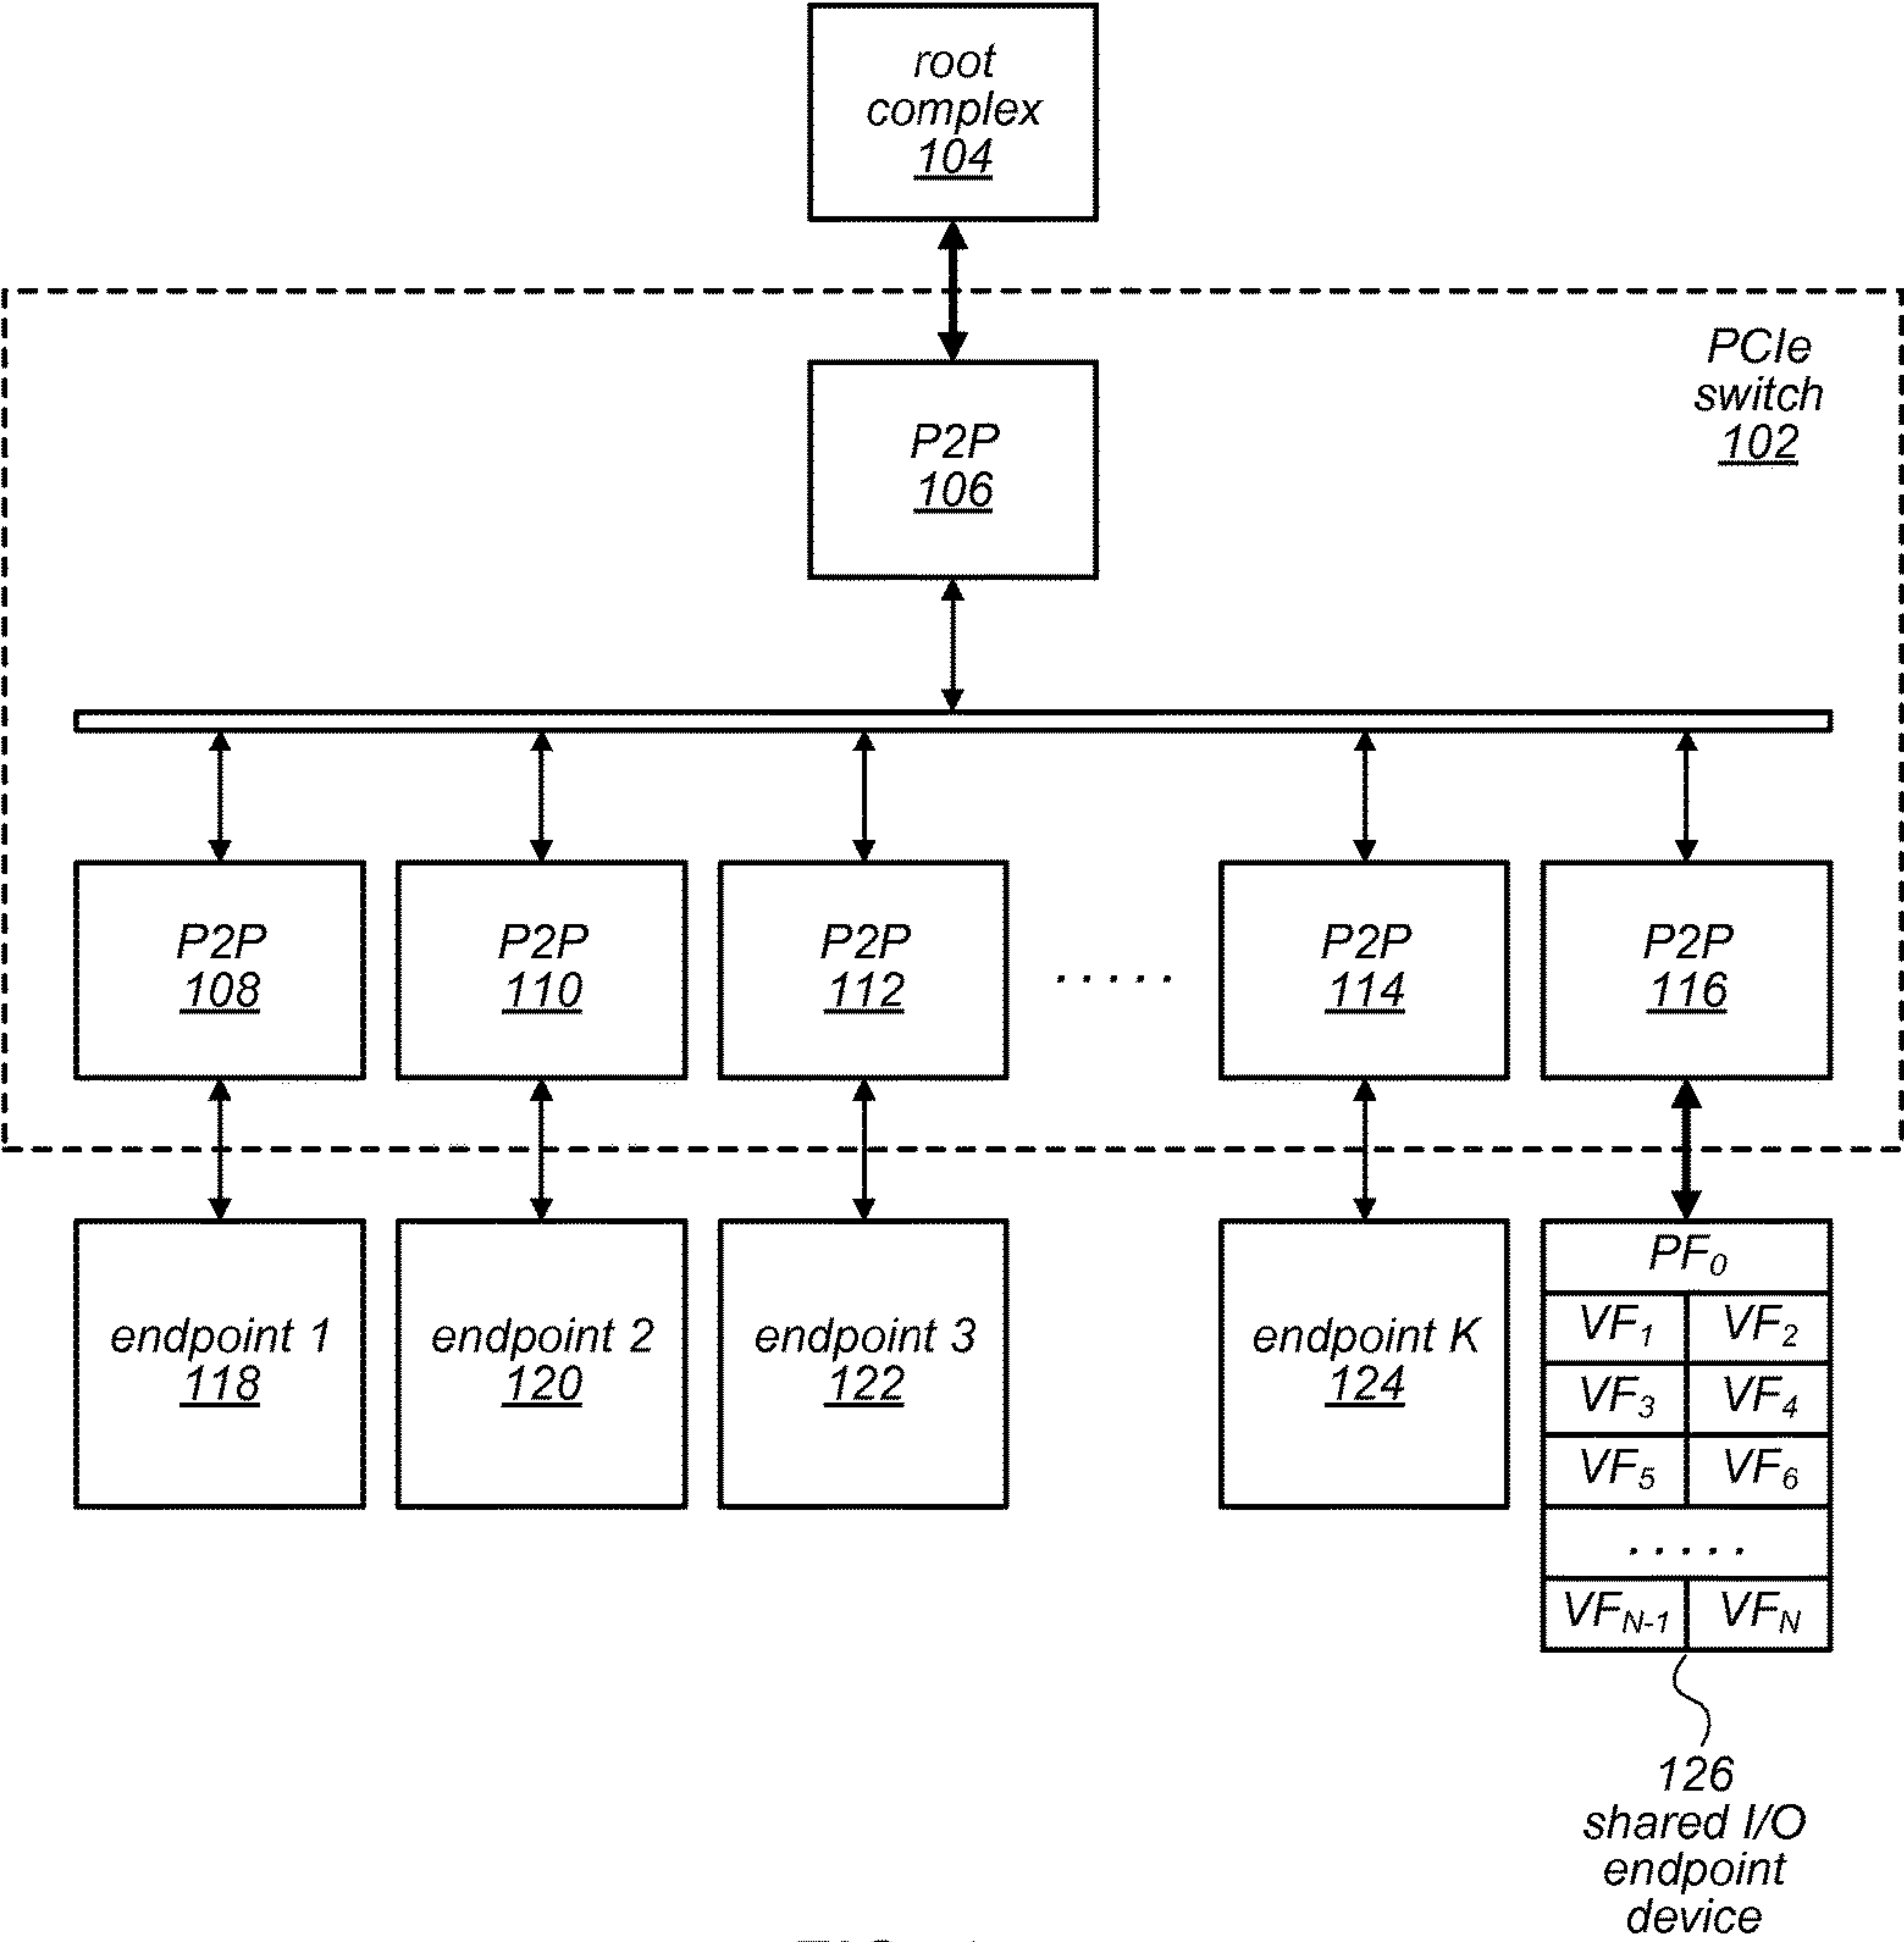 root
complex
104
PCIe
switch
102
P2P
106
P2P
108
P2P
110
P2P
112
.....
P2P
114
P2P
116
endpoint 1
118
endpoint 2
120
endpoint 3
122
endpoint K
124
PF0
VF1 VF2
VF3 VF4
VF5 VF6
.....
VFN-1 VFN
126
shared I/O
endpoint
device